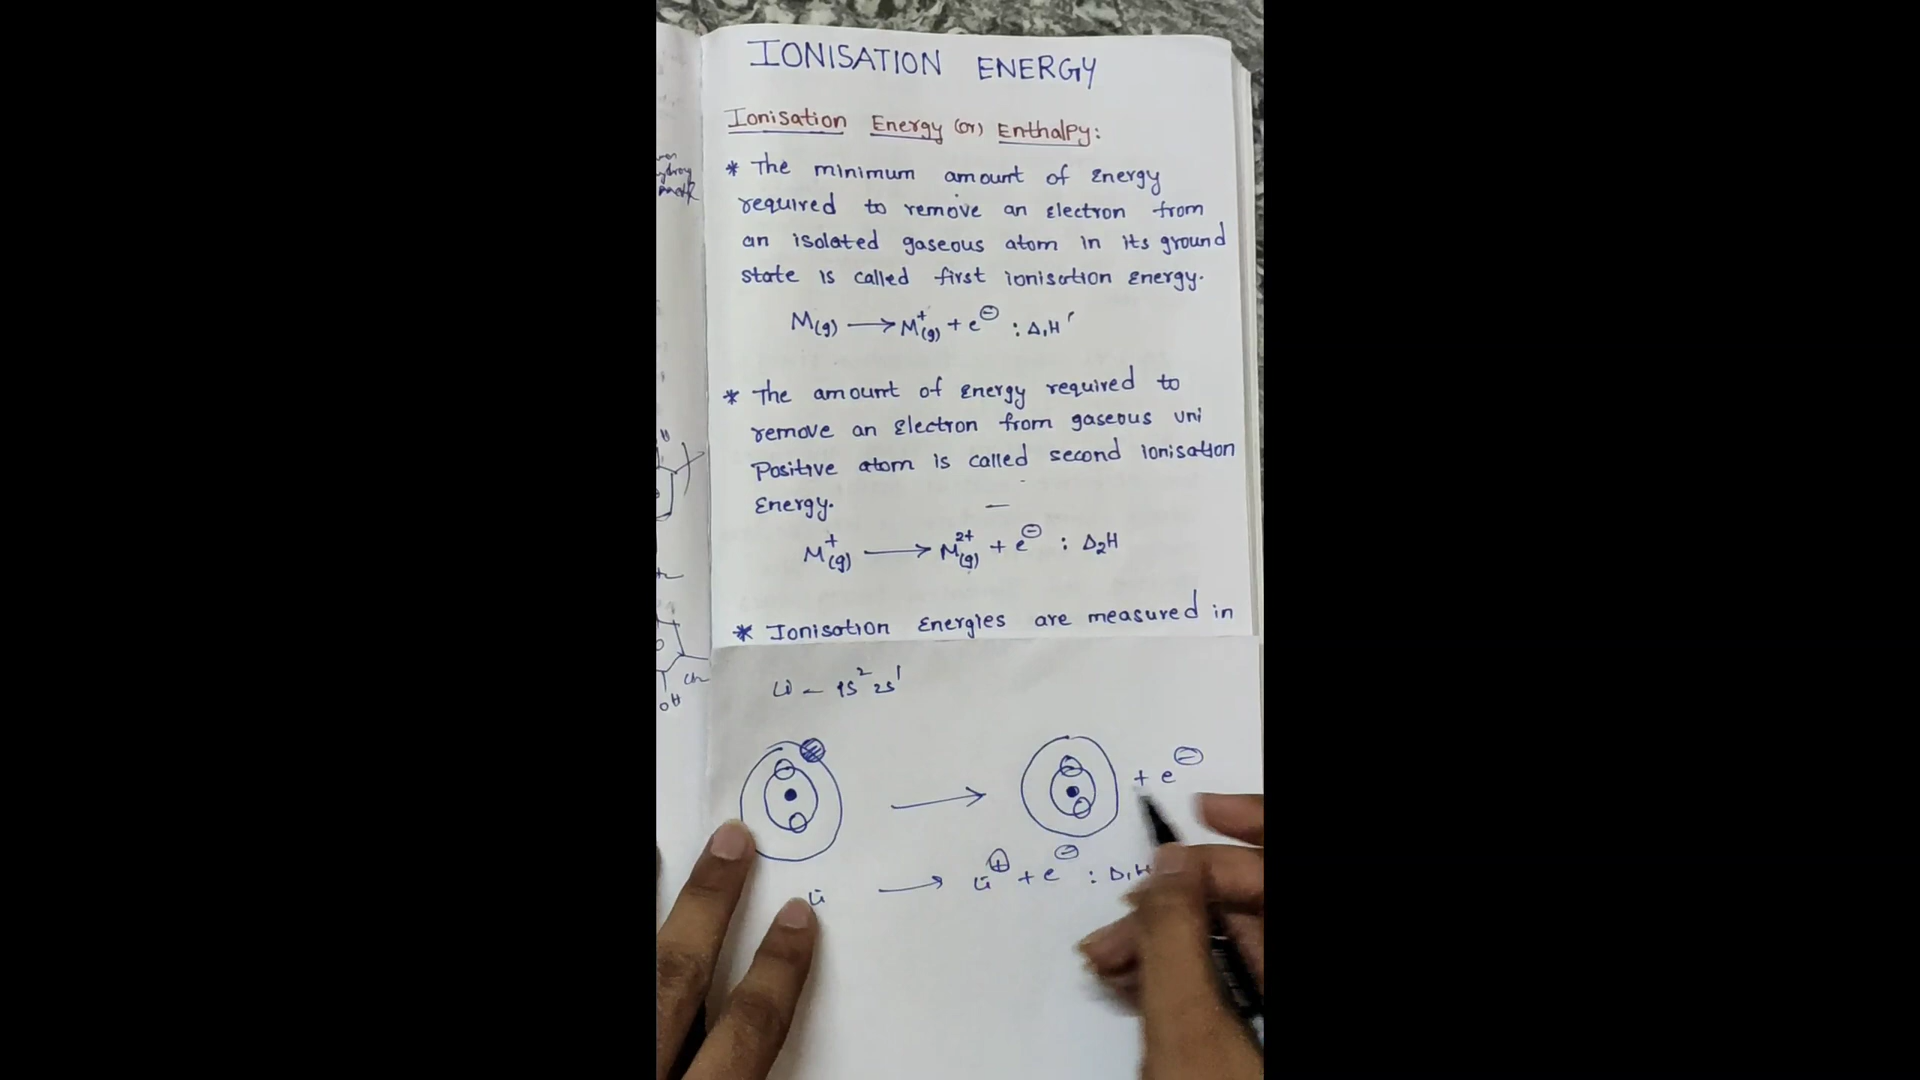 IONISATION ENERGY
Ionisation Energy (or) Enthalpy:
* The minimum amount of Energy
required to remove an Electron from
an isolated gaseous atom in its ground
state is called first ionisation Energy.
M(g) → M⁺(g) + e⊖ : Δ₁H
* The amount of Energy required to
remove an Electron from gaseous uni
Positive atom is called second ionisation
Energy.
M⁺(g) → M²⁺(g) + e⊖ : Δ₂H
* Ionisation Energies are measured in
Li - 1s² 2s¹
+ e⊖
Li → Li⊕ + e⊖ : Δ₁H
OH